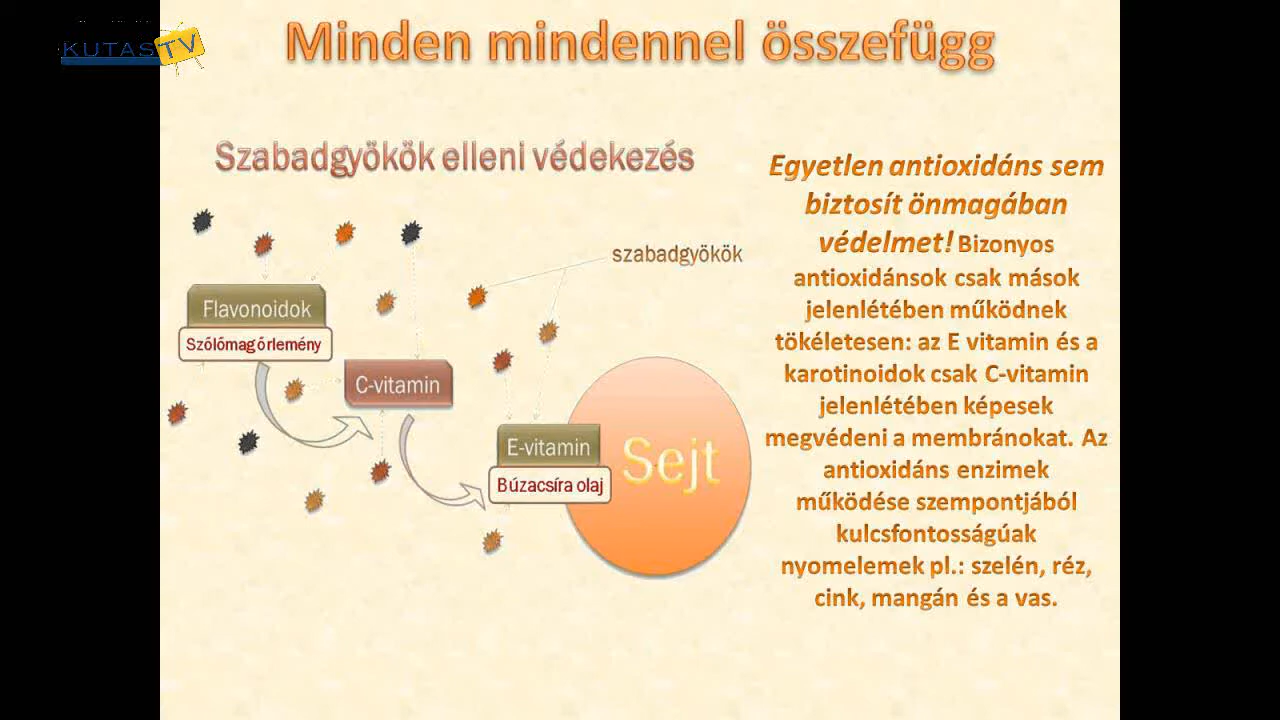 KUTAS TV
Minden mindennel összefügg
Szabadgyökök elleni védekezés
szabadgyökök
Flavonoidok
Szőlőmagőrlemény
C-vitamin
E-vitamin
Búzacsíra olaj
Sejt
Egyetlen antioxidáns sem
biztosít önmagában
védelmet! Bizonyos
antioxidánsok csak mások
jelenlétében működnek
tökéletesen: az E vitamin és a
karotinoidok csak C-vitamin
jelenlétében képesek
megvédeni a membránokat. Az
antioxidáns enzimek
működése szempontjából
kulcsfontosságúak
nyomelemek pl.: szelén, réz,
cink, mangán és a vas.